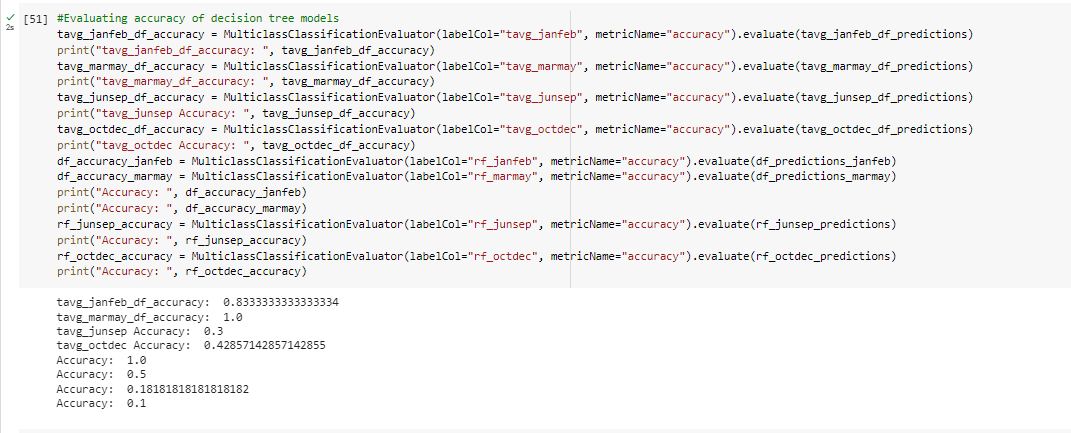 [51] #Evaluating accuracy of decision tree models
2s
tavg_janfeb_df_accuracy = MulticlassClassificationEvaluator(labelCol="tavg_janfeb", metricName="accuracy").evaluate(tavg_janfeb_df_predictions)
print("tavg_janfeb_df_accuracy: ", tavg_janfeb_df_accuracy)
tavg_marmay_df_accuracy = MulticlassClassificationEvaluator(labelCol="tavg_marmay", metricName="accuracy").evaluate(tavg_marmay_df_predictions)
print("tavg_marmay_df_accuracy: ", tavg_marmay_df_accuracy)
tavg_junsep_df_accuracy = MulticlassClassificationEvaluator(labelCol="tavg_junsep", metricName="accuracy").evaluate(tavg_junsep_df_predictions)
print("tavg_junsep Accuracy: ", tavg_junsep_df_accuracy)
tavg_octdec_df_accuracy = MulticlassClassificationEvaluator(labelCol="tavg_octdec", metricName="accuracy").evaluate(tavg_octdec_df_predictions)
print("tavg_octdec Accuracy: ", tavg_octdec_df_accuracy)
df_accuracy_janfeb = MulticlassClassificationEvaluator(labelCol="rf_janfeb", metricName="accuracy").evaluate(df_predictions_janfeb)
df_accuracy_marmay = MulticlassClassificationEvaluator(labelCol="rf_marmay", metricName="accuracy").evaluate(df_predictions_marmay)
print("Accuracy: ", df_accuracy_janfeb)
print("Accuracy: ", df_accuracy_marmay)
rf_junsep_accuracy = MulticlassClassificationEvaluator(labelCol="rf_junsep", metricName="accuracy").evaluate(rf_junsep_predictions)
print("Accuracy: ", rf_junsep_accuracy)
rf_octdec_accuracy = MulticlassClassificationEvaluator(labelCol="rf_octdec", metricName="accuracy").evaluate(rf_octdec_predictions)
print("Accuracy: ", rf_octdec_accuracy)
tavg_janfeb_df_accuracy:  0.8333333333333334
tavg_marmay_df_accuracy:  1.0
tavg_junsep Accuracy:  0.3
tavg_octdec Accuracy:  0.42857142857142855
Accuracy:  1.0
Accuracy:  0.5
Accuracy:  0.18181818181818182
Accuracy:  0.1